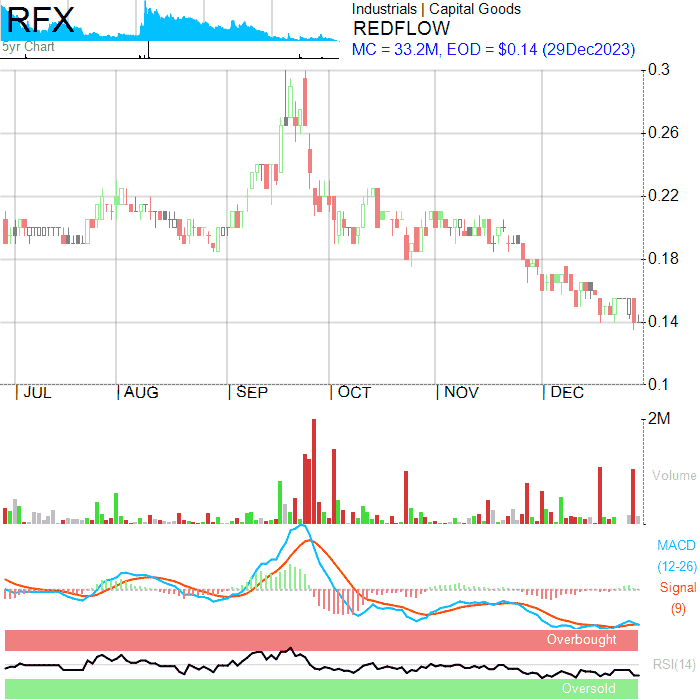 RFX
5yr Chart
Industrials | Capital Goods
REDFLOW
MC = 33.2M, EOD = $0.14 (29Dec2023)
0.3
0.26
0.22
0.18
0.14
0.1
JUL AUG SEP OCT NOV DEC
2M
Volume
MACD
(12-26)
Signal
(9)
Overbought
RSI(14)
Oversold